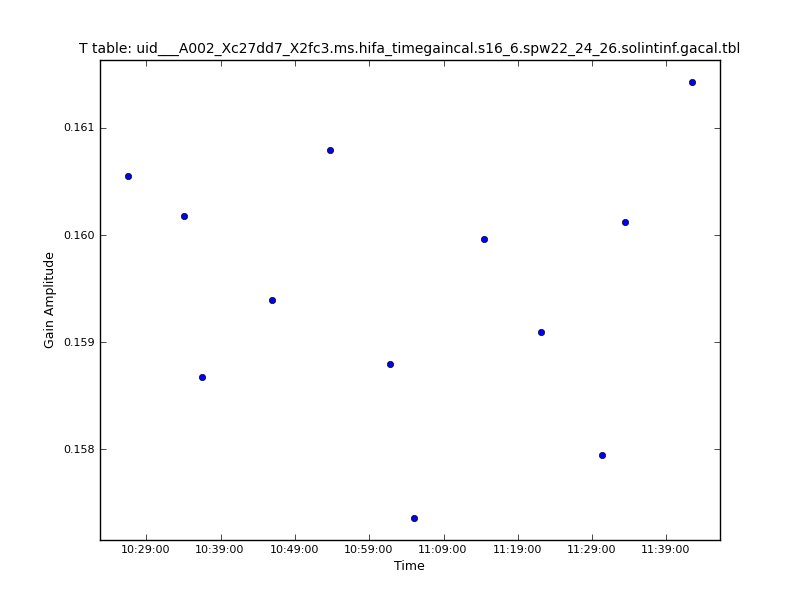 T table: uid___A002_Xc27dd7_X2fc3.ms.hifa_timegaincal.s16_6.spw22_24_26.solintinf.gacal.tbl
0.161
0.160
0.159
0.158
Gain Amplitude
10:29:00 10:39:00 10:49:00 10:59:00 11:09:00 11:19:00 11:29:00 11:39:00
Time